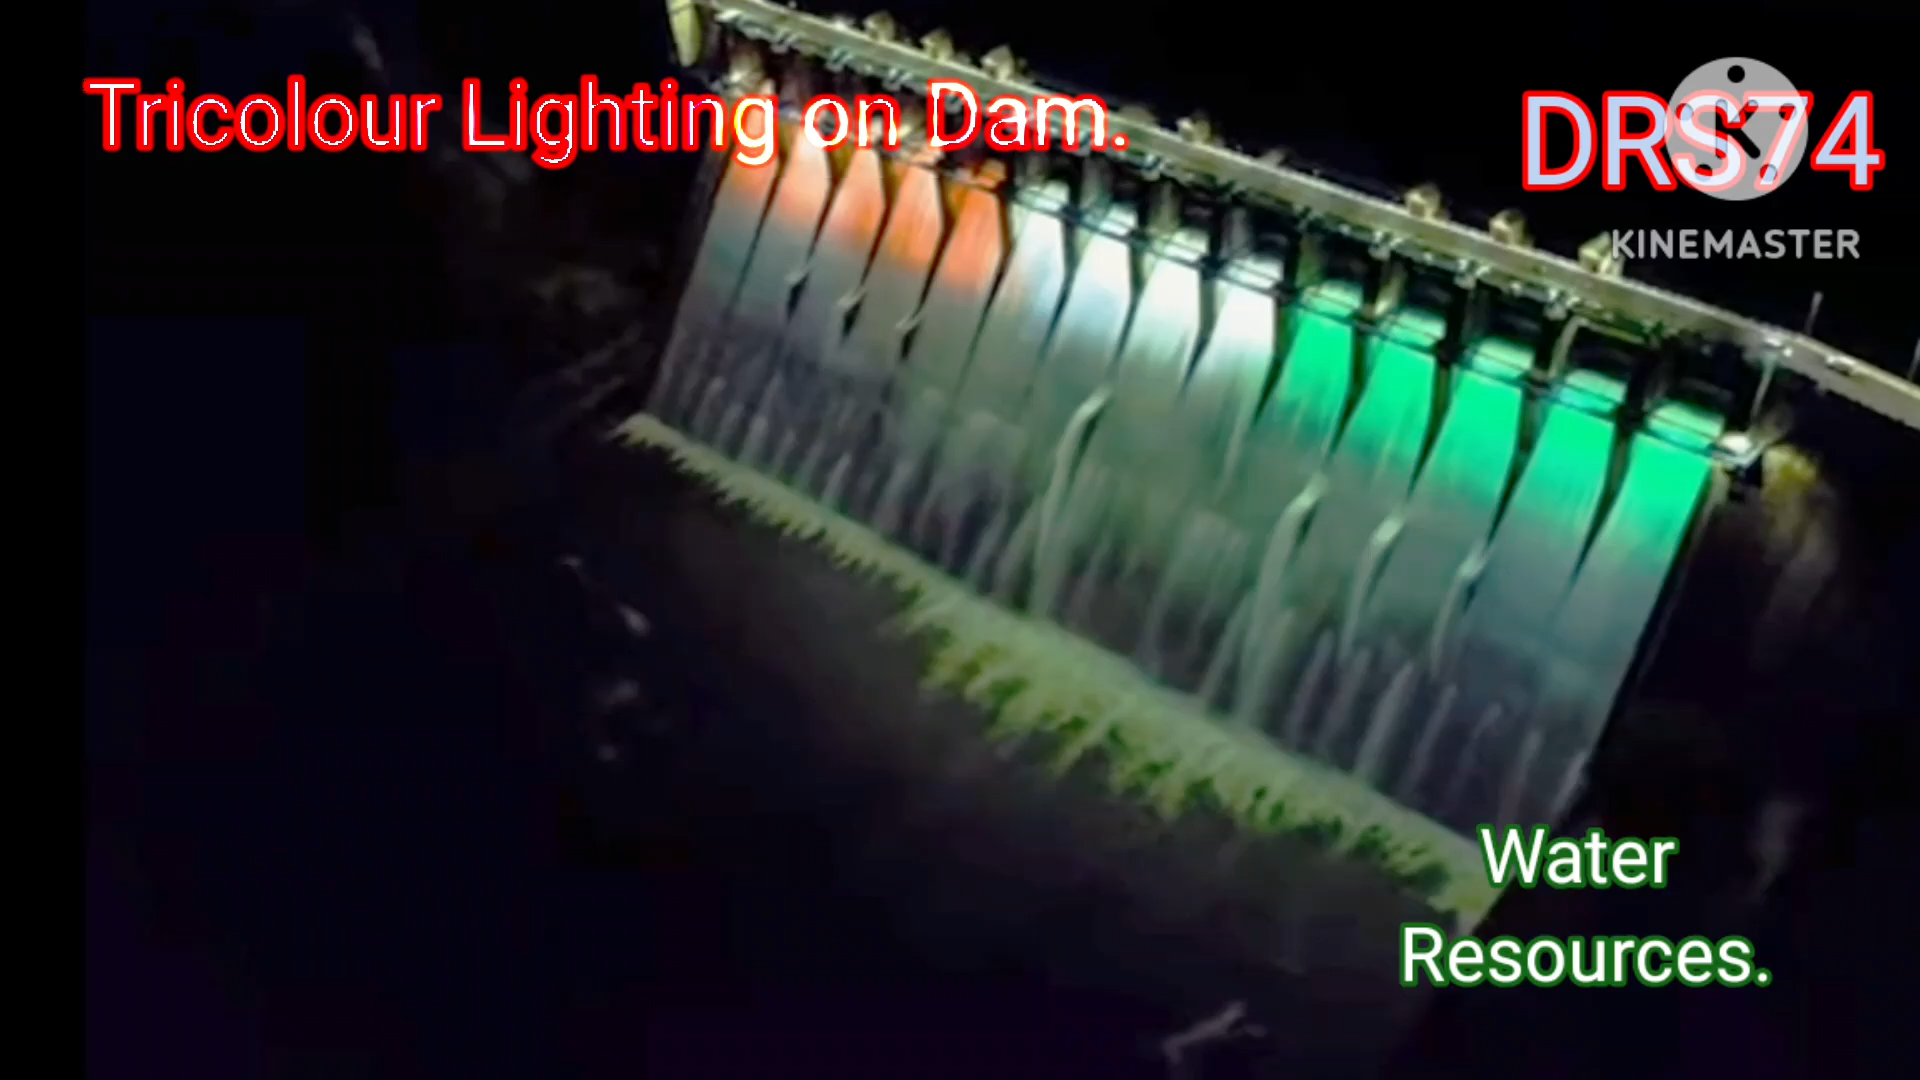 Tricolour Lighting on Dam.
DRS74
KINEMASTER
Water
Resources.